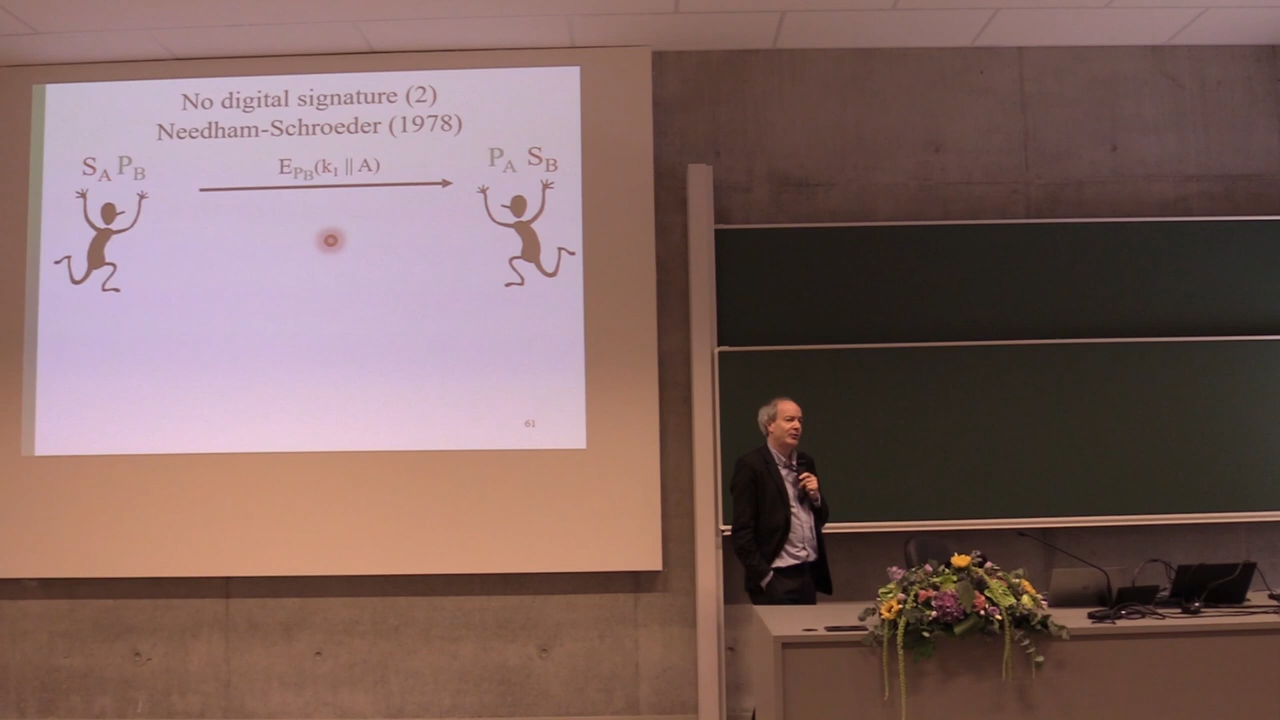 No digital signature (2)
Needham-Schroeder (1978)
S_A P_B
E_PB(k_1 || A)
P_A S_B
61